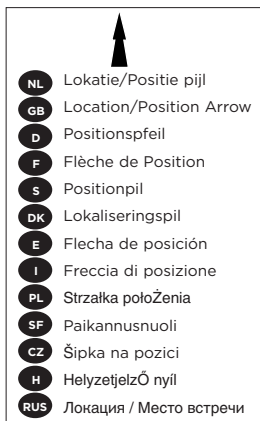 NL Lokatie/Positie pijl
GB Location/Position Arrow
D Positionspfeil
F Flèche de Position
S Positionpil
DK Lokaliseringspil
E Flecha de posición
I Freccia di posizione
PL Strzałka połoŻenia
SF Paikannusnuoli
CZ Šipka na pozici
H HelyzetjelzŐ nyíl
RUS Локация / Место встречи